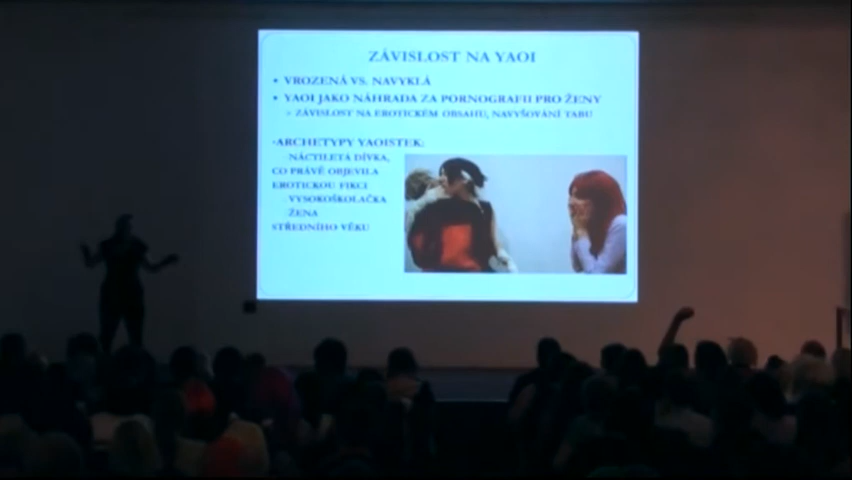 ZÁVISLOST NA YAOI
• VROZENÁ VS. NAVYKLÁ
• YAOI JAKO NÁHRADA ZA PORNOGRAFII PRO ŽENY
= ZÁVISLOST NA EROTICKÉM OBSAHU, NAVYŠOVÁNÍ TABU
-ARCHETYPY YAOISTEK:
NÁCTILETÁ DÍVKA,
CO PRÁVĚ OBJEVILA
EROTICKOU FIKCI
- VYSOKOŠKOLAČKA
ŽENA
STŘEDNÍHO VĚKU